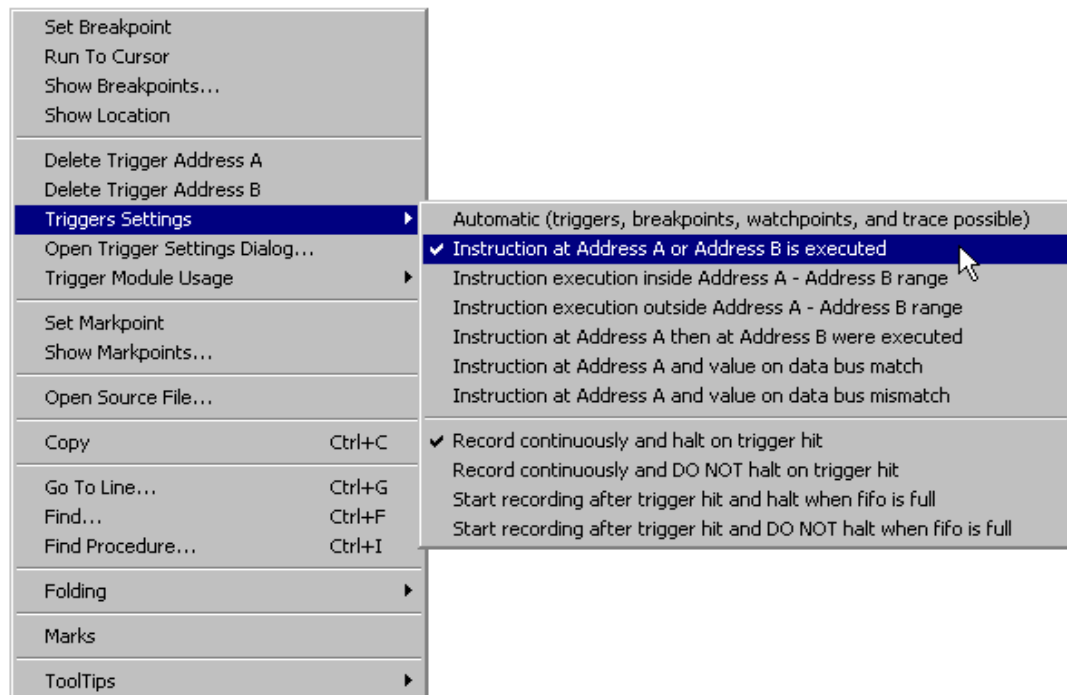 Set Breakpoint
Run To Cursor
Show Breakpoints...
Show Location
Delete Trigger Address A
Delete Trigger Address B
Triggers Settings
Open Trigger Settings Dialog...
Trigger Module Usage
Set Markpoint
Show Markpoints...
Open Source File...
Copy Ctrl+C
Go To Line... Ctrl+G
Find... Ctrl+F
Find Procedure... Ctrl+I
Folding
Marks
ToolTips
Automatic (triggers, breakpoints, watchpoints, and trace possible)
Instruction at Address A or Address B is executed
Instruction execution inside Address A - Address B range
Instruction execution outside Address A - Address B range
Instruction at Address A then at Address B were executed
Instruction at Address A and value on data bus match
Instruction at Address A and value on data bus mismatch
Record continuously and halt on trigger hit
Record continuously and DO NOT halt on trigger hit
Start recording after trigger hit and halt when fifo is full
Start recording after trigger hit and DO NOT halt when fifo is full